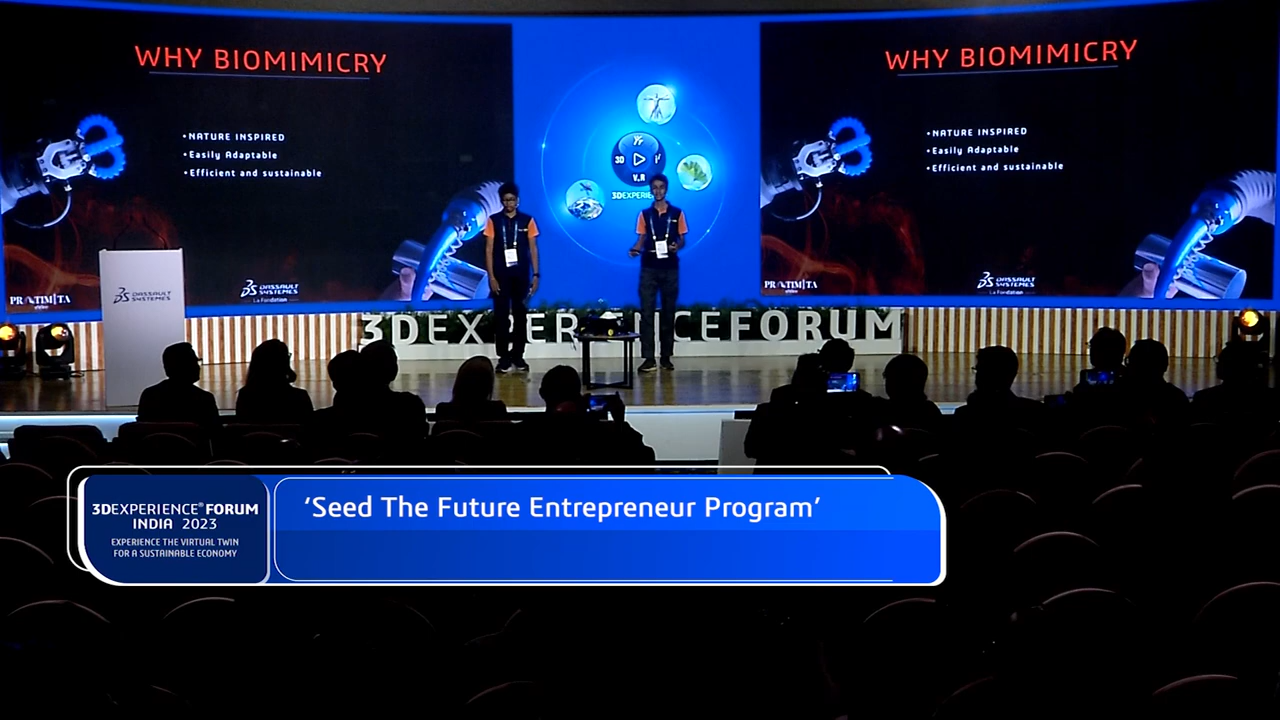 WHY BIOMIMICRY
•NATURE INSPIRED
•Easily Adaptable
•Efficient and sustainable
DASSAULT
SYSTEMES
La Fondation
3D
V.R
3DEXPERIE
WHY BIOMIMICRY
•NATURE INSPIRED
•Easily Adaptable
•Efficient and sustainable
DASSAULT
SYSTEMES
La Fondation
DASSAULT
SYSTEMES
3DEXPERIENCEFORUM
3DEXPERIENCE® FORUM
INDIA 2023
EXPERIENCE THE VIRTUAL TWIN
FOR A SUSTAINABLE ECONOMY
‘Seed The Future Entrepreneur Program’